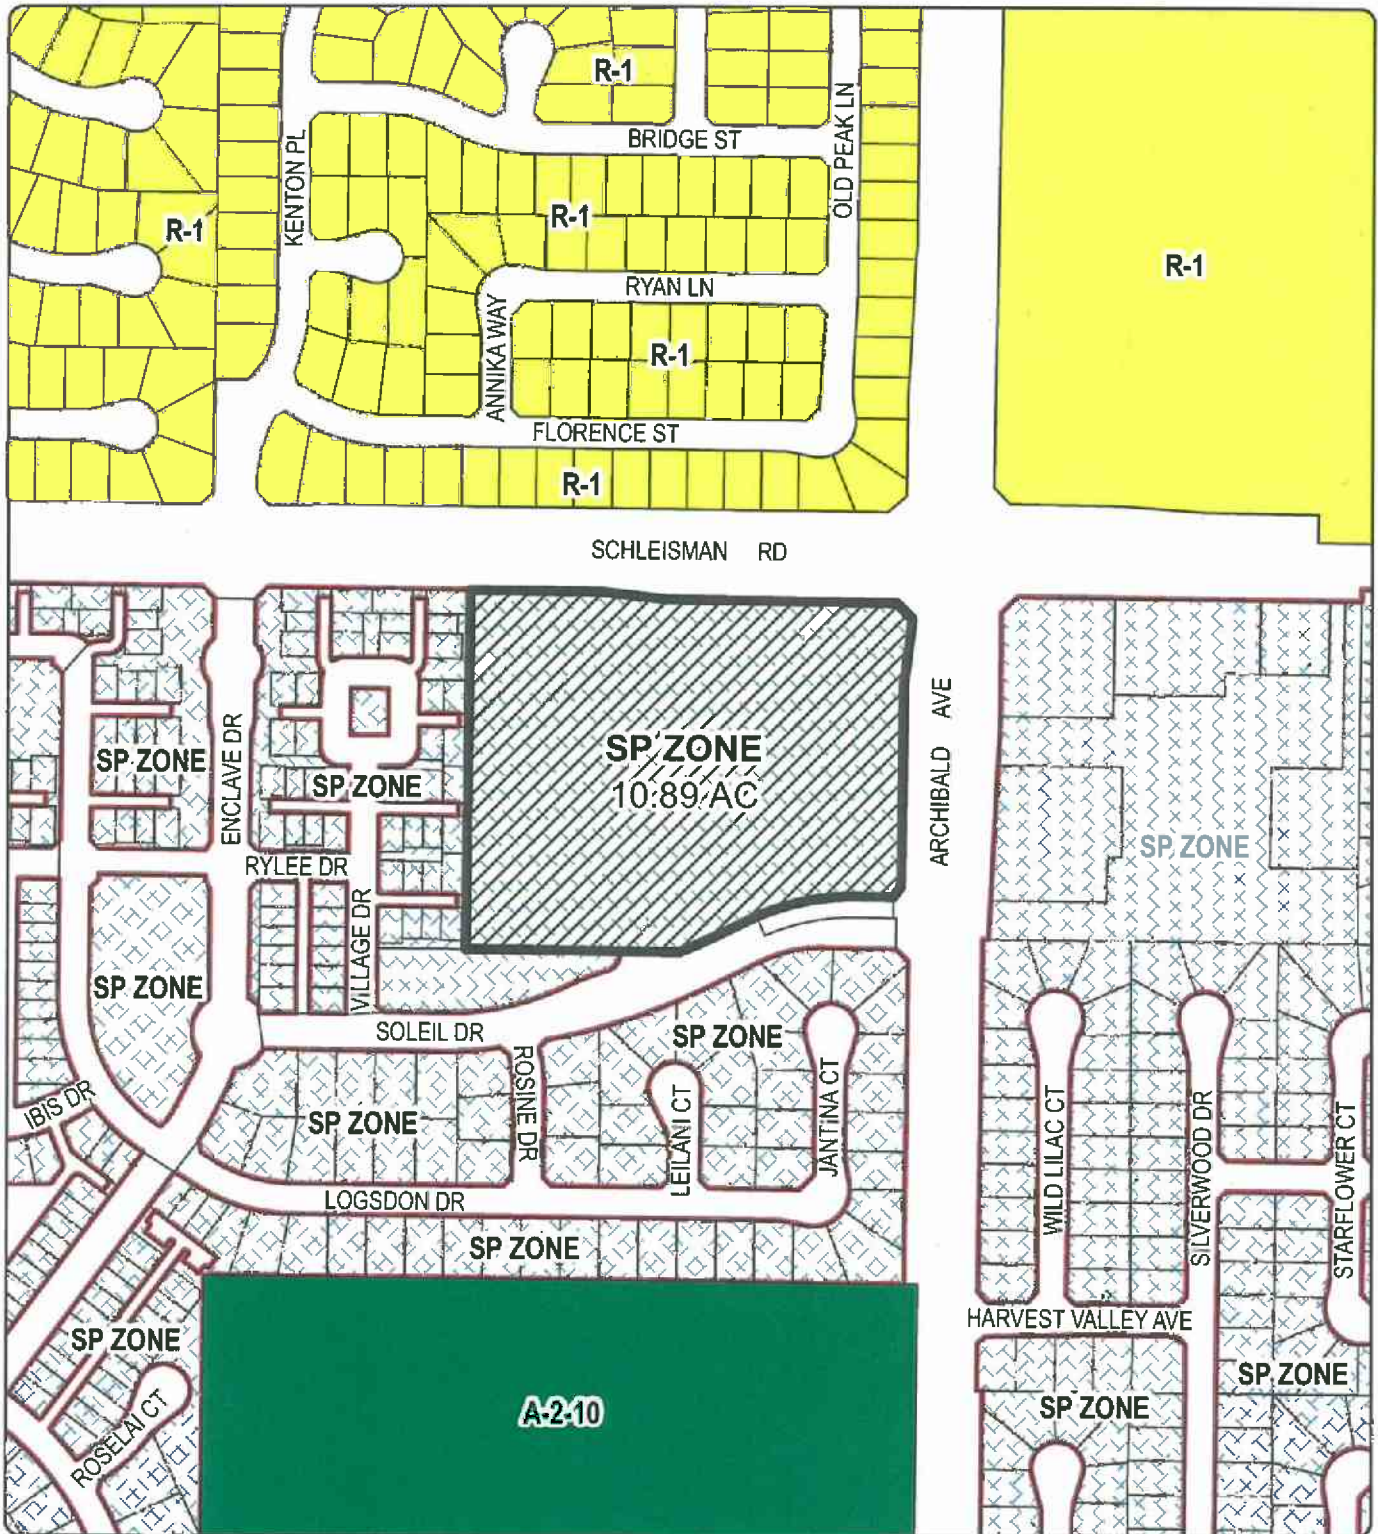 R-1
BRIDGE ST
OLD PEAK LN
KENTON PL
R-1
R-1
R-1
RYAN LN
ANNIKA WAY
R-1
FLORENCE ST
R-1
SCHLEISMAN RD
SP ZONE
10.89 AC
ARCHIBALD AVE
SP ZONE
ENCLAVE DR
SP ZONE
SP ZONE
RYLEE DR
VILLAGE DR
SP ZONE
SOLEIL DR
SP ZONE
ROSINE DR
LEILANI CT
JANTINA CT
IBIS DR
SP ZONE
WILD LILAC CT
SILVERWOOD DR
STARFLOWER CT
LOGSDON DR
SP ZONE
HARVEST VALLEY AVE
SP ZONE
SP ZONE
SP ZONE
A-2-10
ROSELAI CT